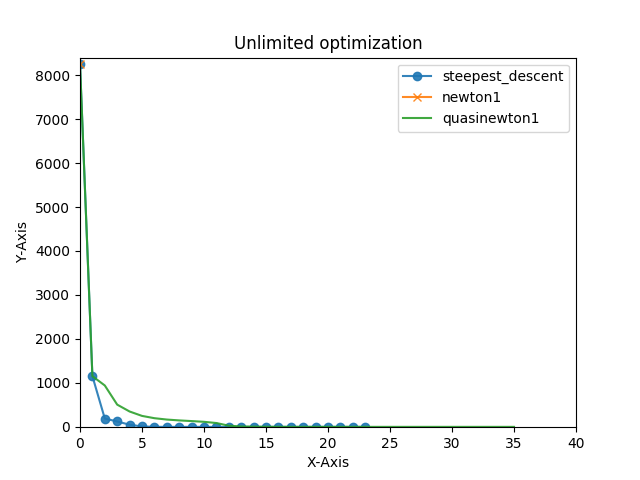 Unlimited optimization
steepest_descent
newton1
quasinewton1
8000
7000
6000
5000
4000
3000
2000
1000
0
0 5 10 15 20 25 30 35 40
Y-Axis
X-Axis